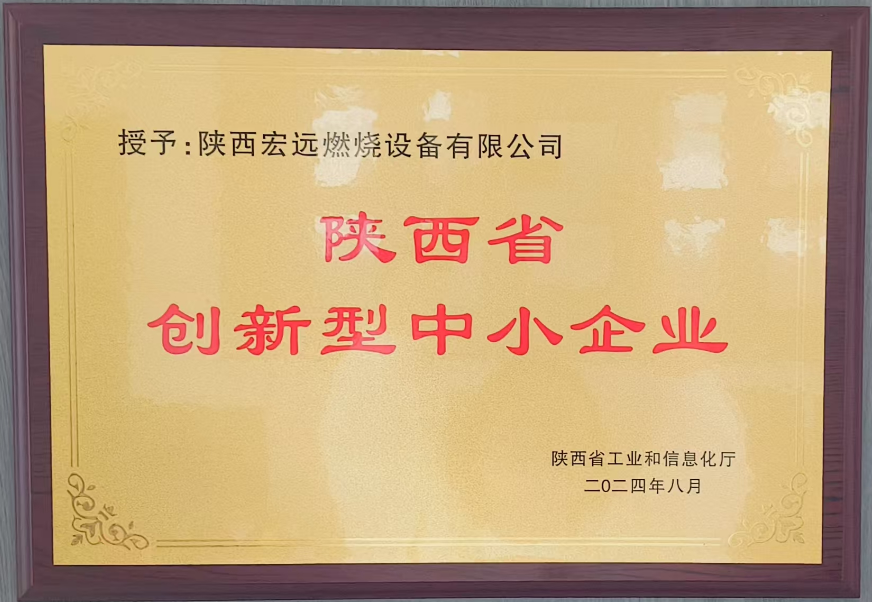 授予:陕西宏远燃烧设备有限公司
陕西省
创新型中小企业
陕西省工业和信息化厅
二0二四年八月